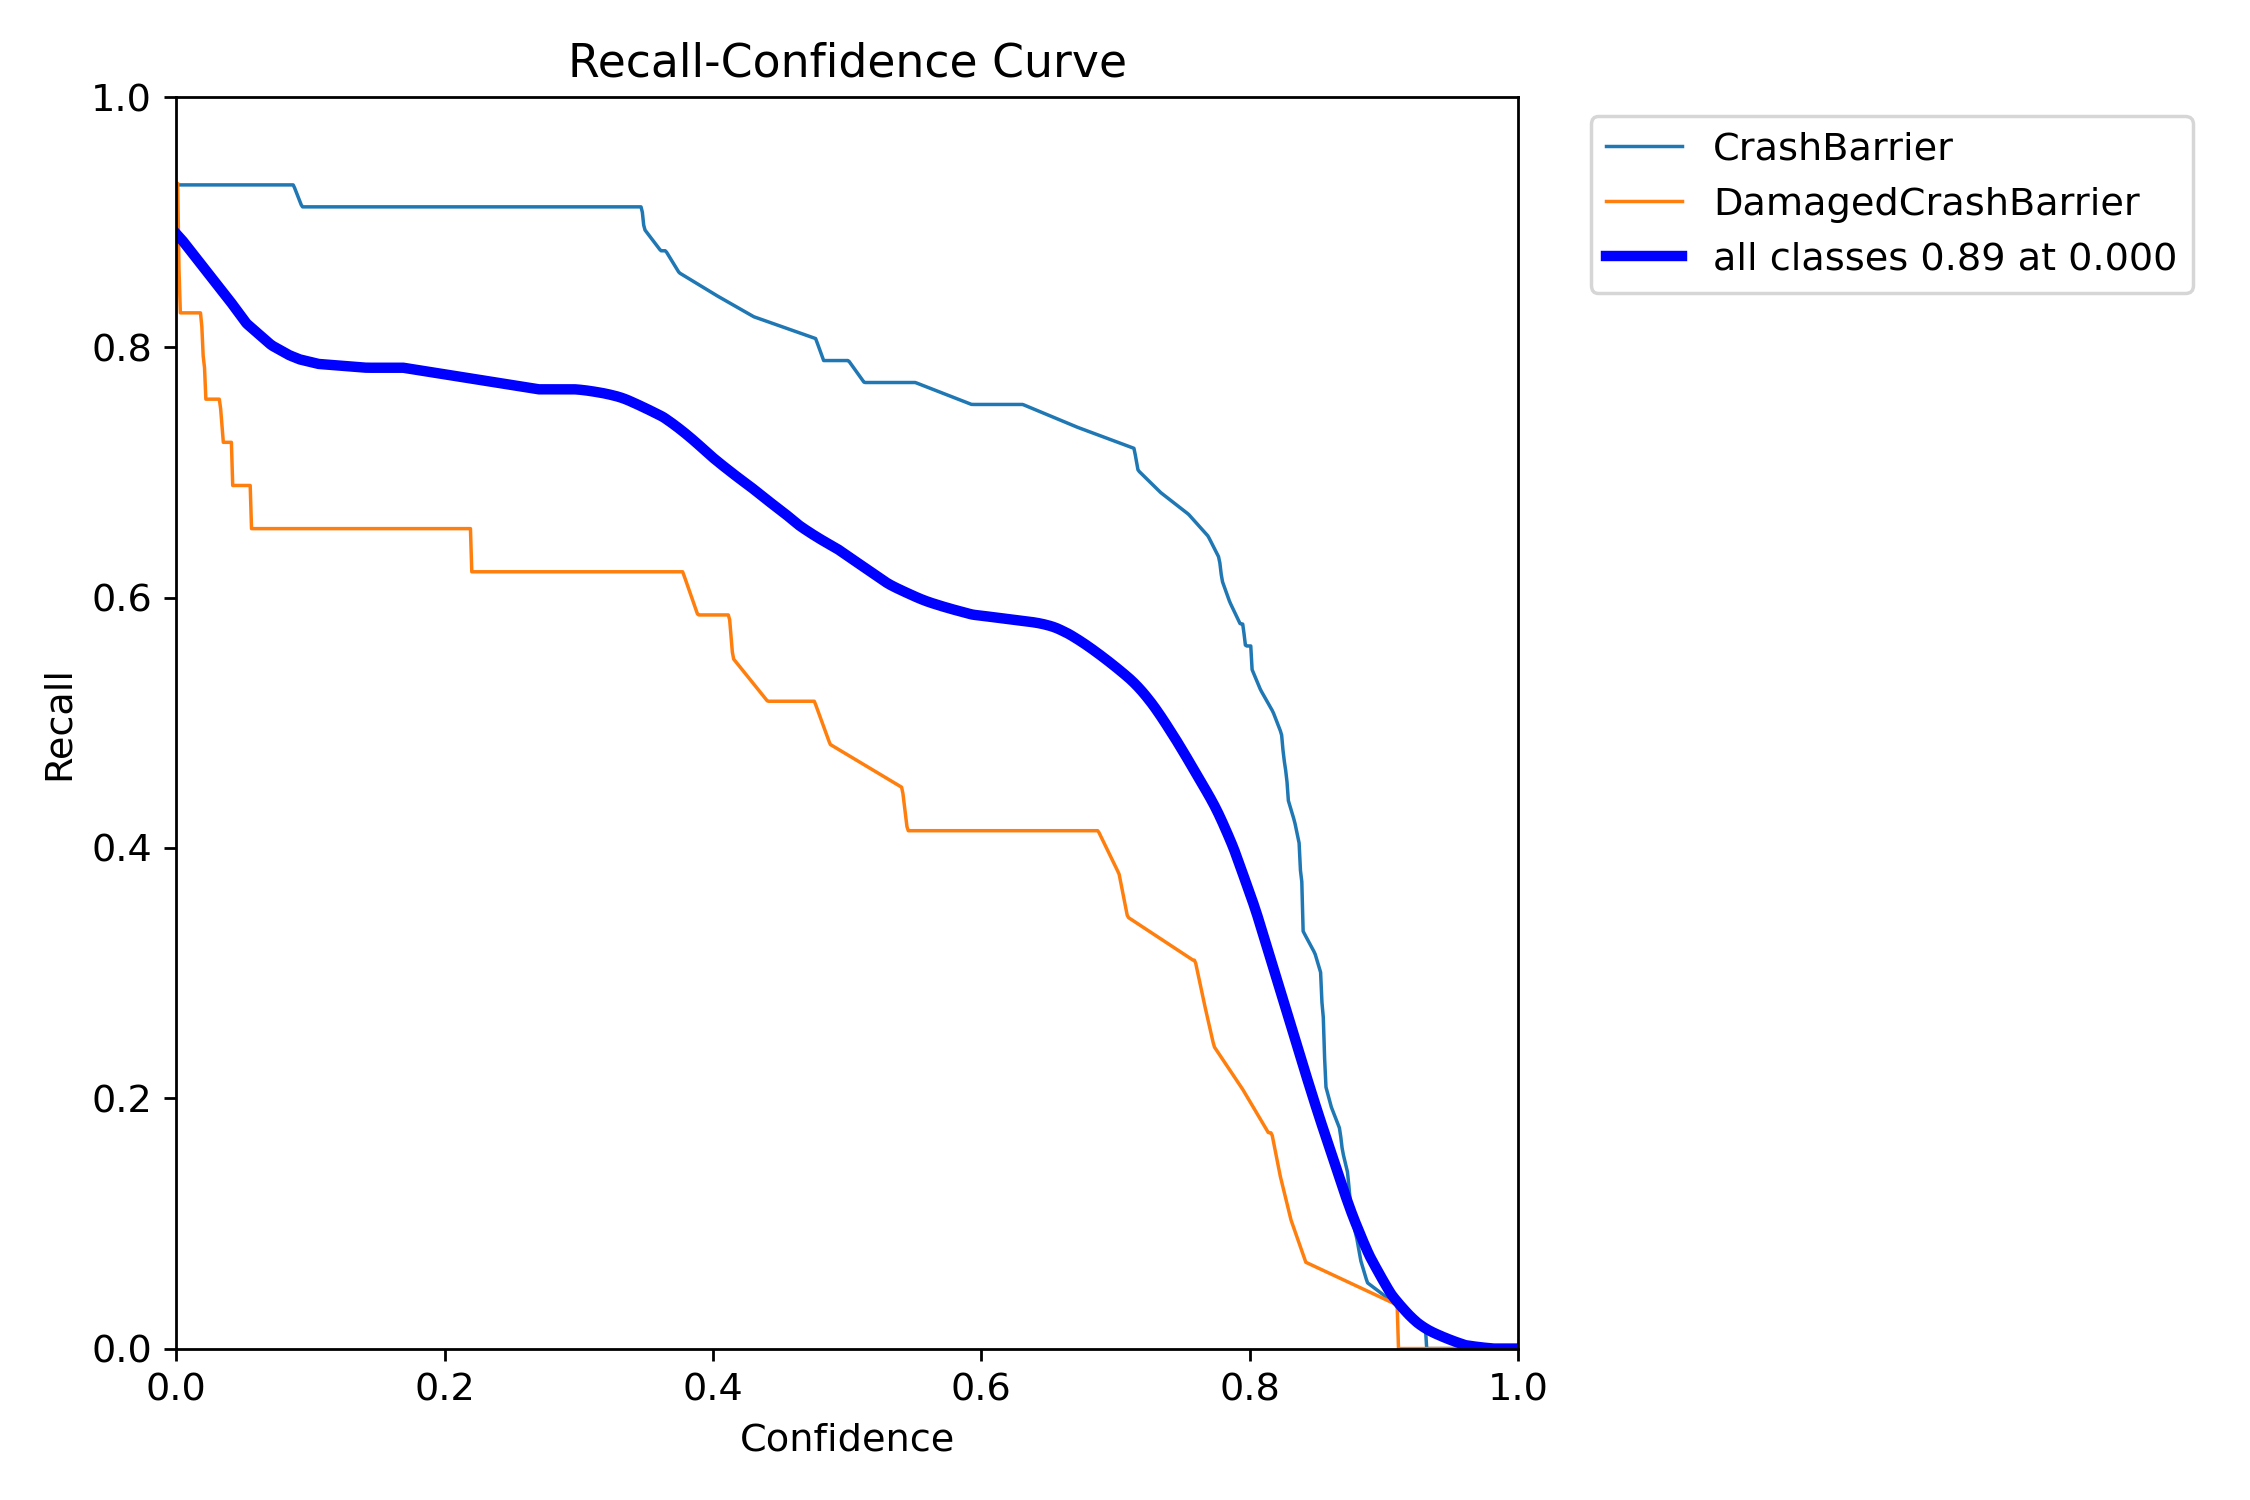 Recall-Confidence Curve
1.0
0.8
0.6
0.4
0.2
0.0
Recall
0.0 0.2 0.4 0.6 0.8 1.0
Confidence
CrashBarrier
DamagedCrashBarrier
all classes 0.89 at 0.000